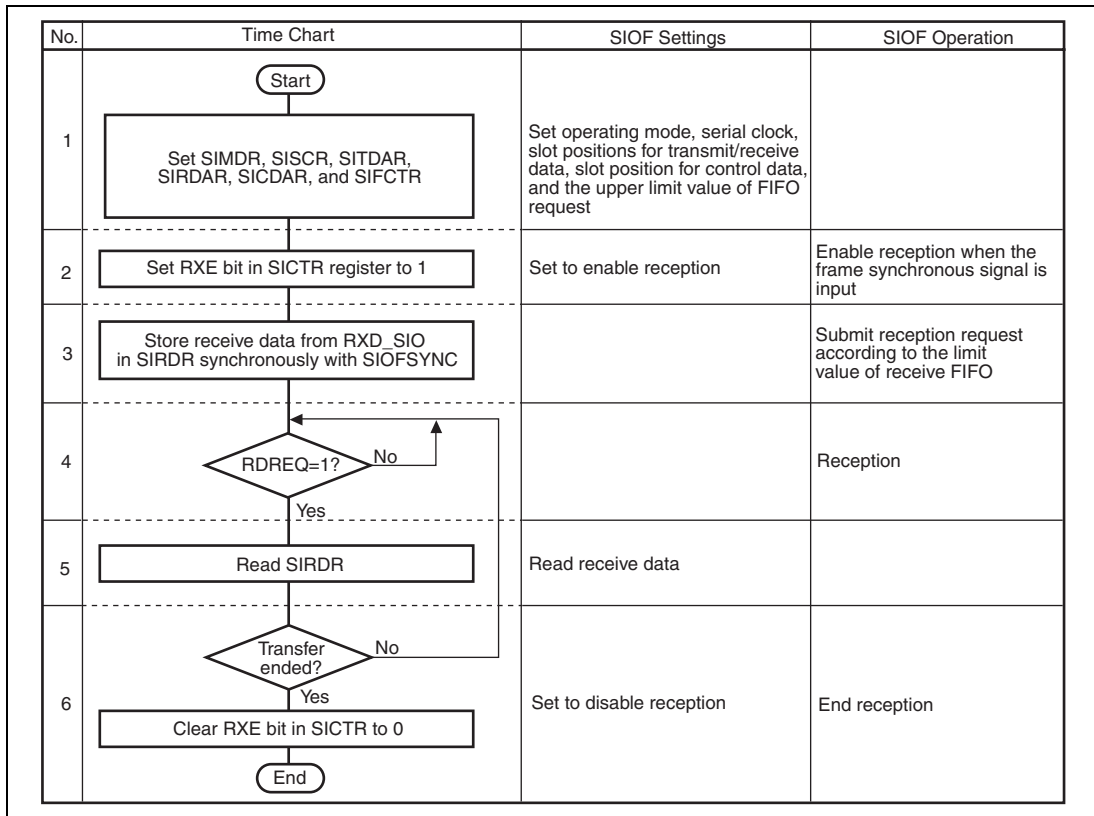 No. Time Chart SIOF Settings SIOF Operation
Start
1
Set SIMDR, SISCR, SITDAR,
SIRDAR, SICDAR, and SIFCTR
Set operating mode, serial clock,
slot positions for transmit/receive
data, slot position for control data,
and the upper limit value of FIFO
request
2
Set RXE bit in SICTR register to 1
Set to enable reception
Enable reception when the
frame synchronous signal is
input
3
Store receive data from RXD_SIO
in SIRDR synchronously with SIOFSYNC
Submit reception request
according to the limit
value of receive FIFO
4
RDREQ=1?
No
Yes
Reception
5
Read SIRDR
Read receive data
6
Transfer
ended?
No
Yes
Clear RXE bit in SICTR to 0
Set to disable reception
End reception
End